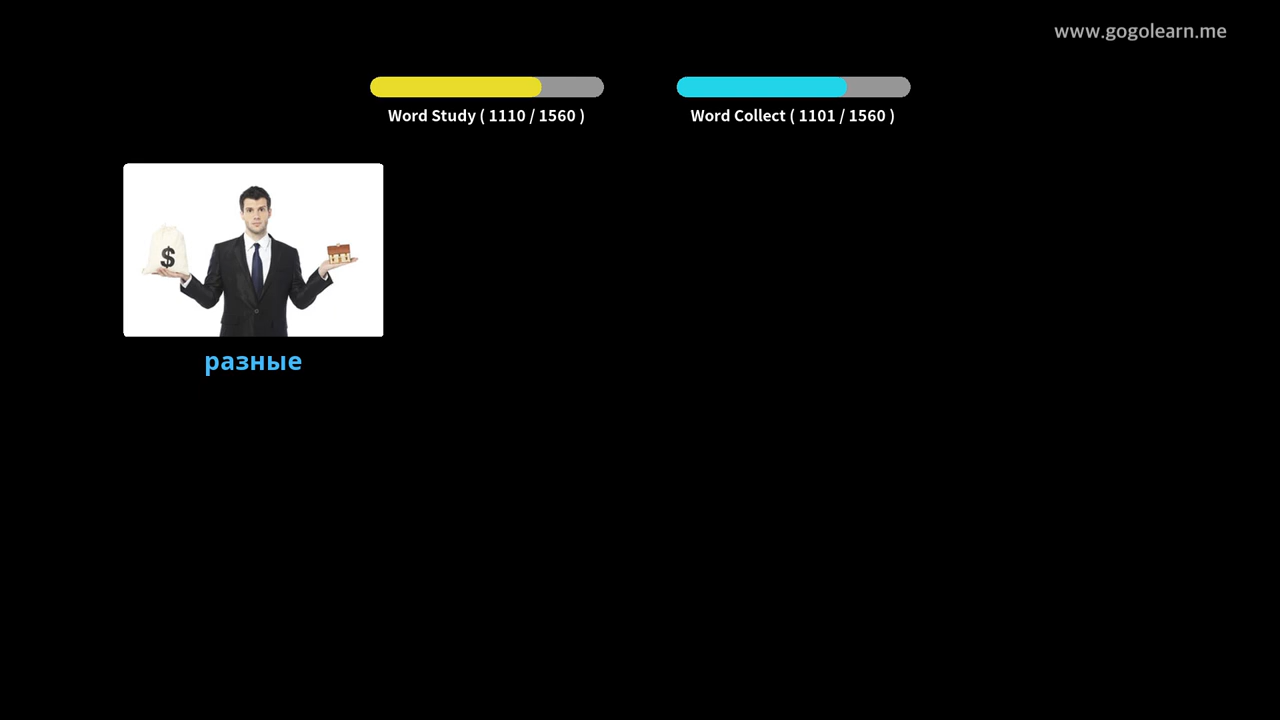 www.gogolearn.me
Word Study ( 1110 / 1560 )
Word Collect ( 1101 / 1560 )
$
разные